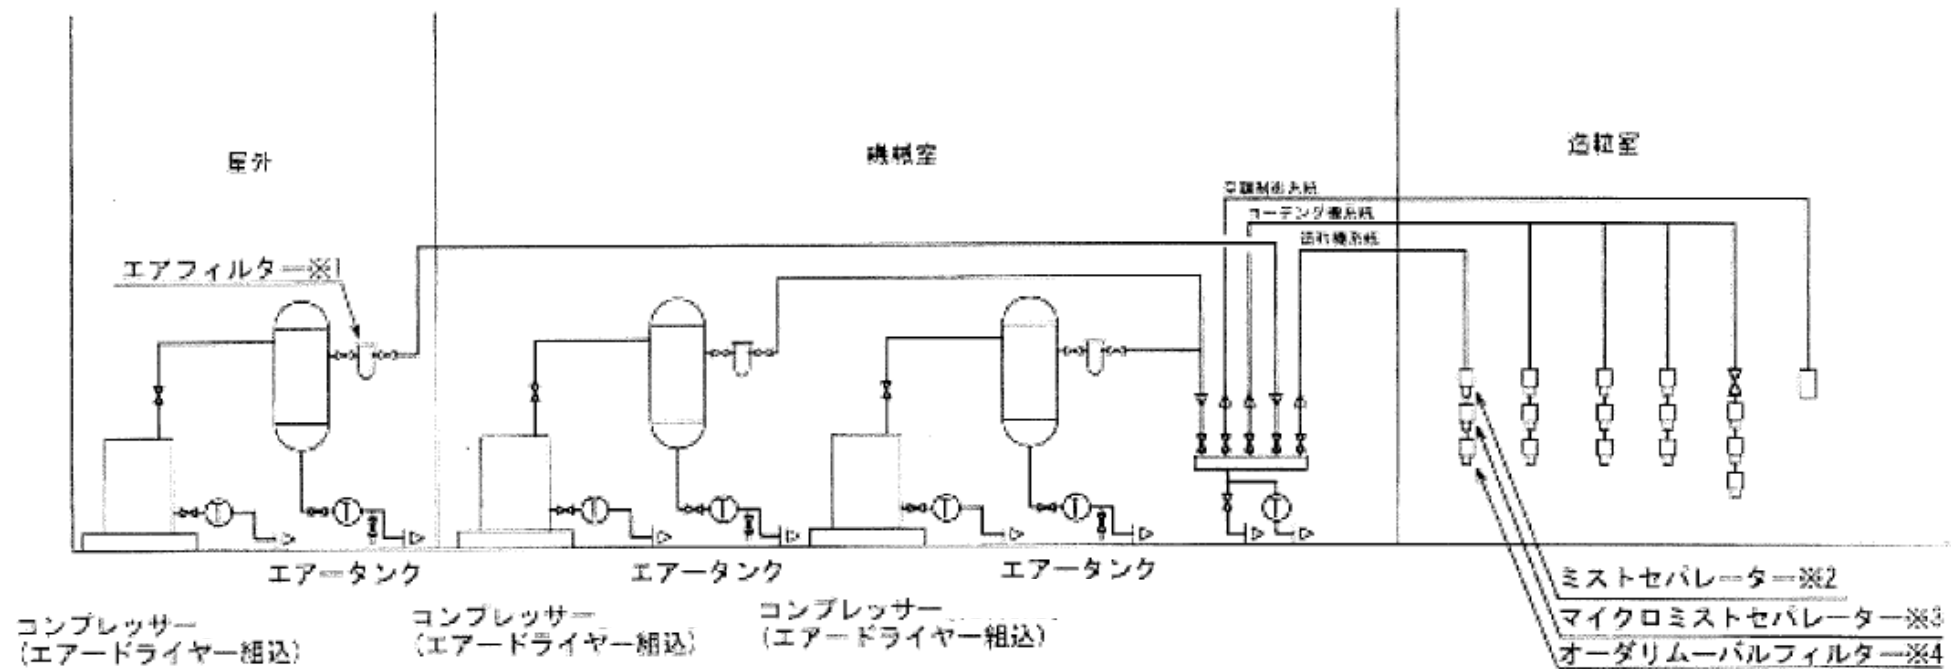 屋外
機械室
造粒室
空調制御系統
コーチング機系統
造粒機系統
エアフィルター※1
エアータンク
エアータンク
エアータンク
コンプレッサー
(エアードライヤー組込)
コンプレッサー
(エアードライヤー組込)
コンプレッサー
(エアードライヤー組込)
ミストセパレーター※2
マイクロミストセパレーター※3
オーダリムーバルフィルター※4